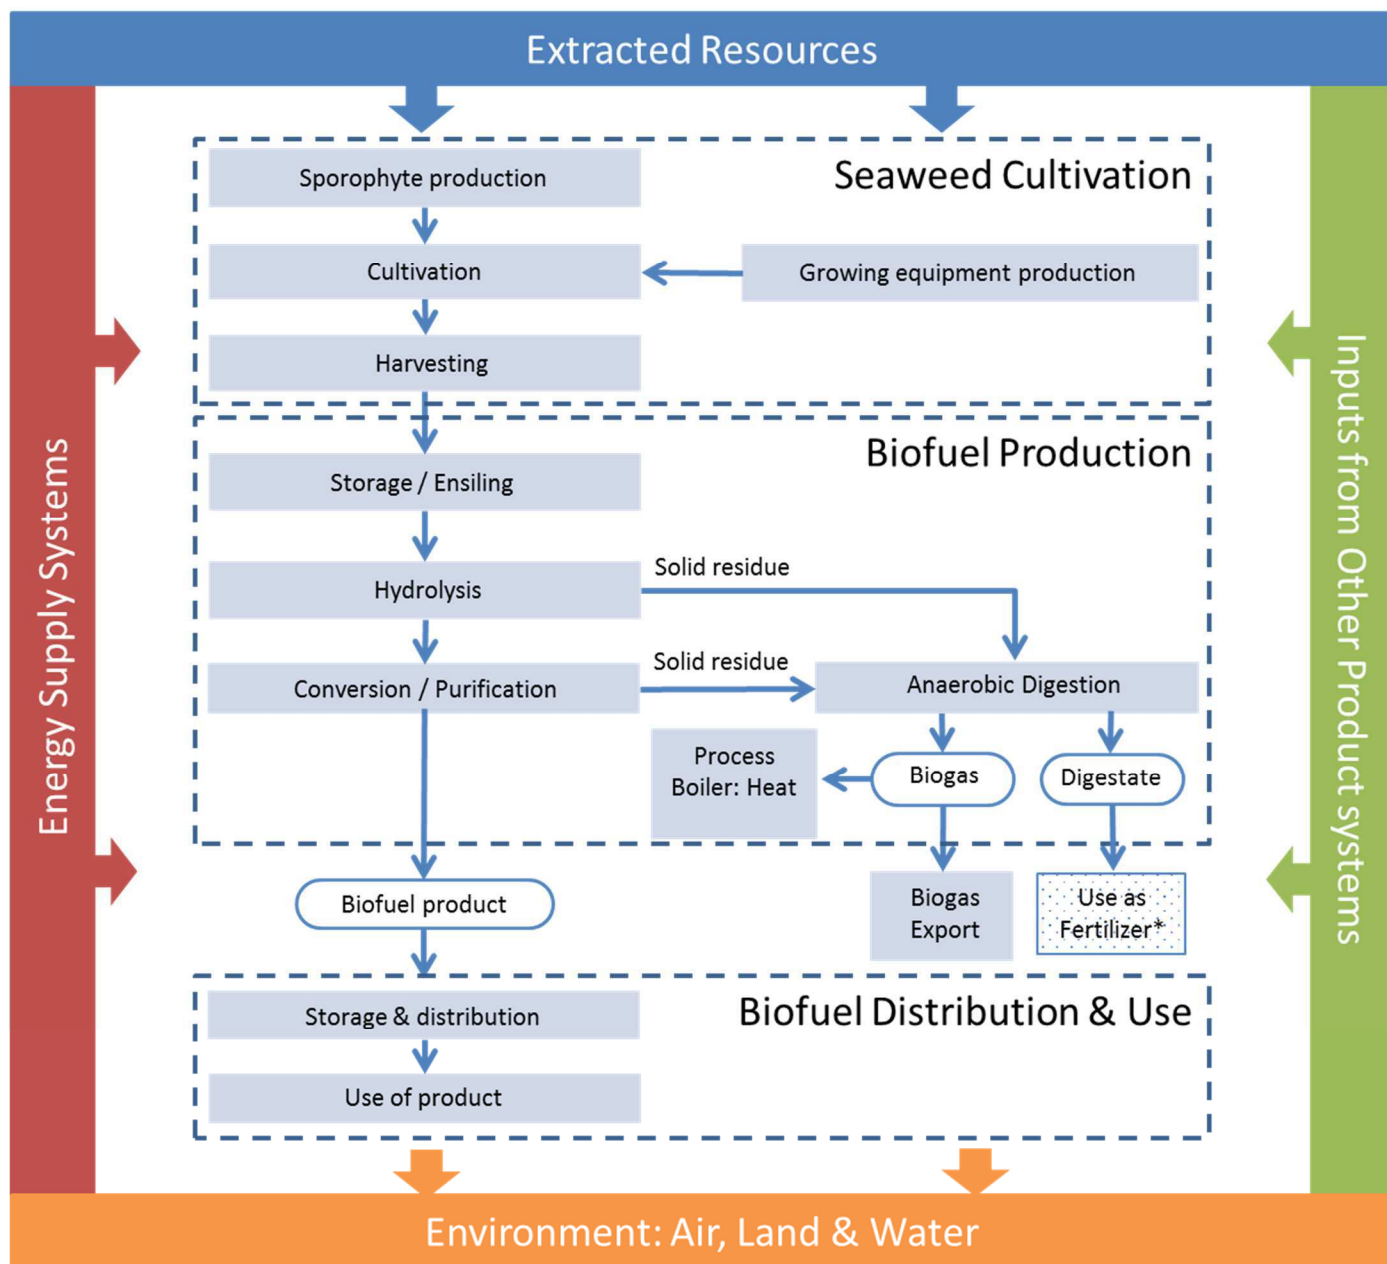 Extracted Resources
Energy Supply Systems
Inputs from Other Product systems
Seaweed Cultivation
Sporophyte production
Cultivation
Growing equipment production
Harvesting
Biofuel Production
Storage / Ensiling
Hydrolysis
Solid residue
Conversion / Purification
Solid residue
Anaerobic Digestion
Process
Boiler: Heat
Biogas
Digestate
Biofuel product
Biogas
Export
Use as
Fertilizer*
Biofuel Distribution & Use
Storage & distribution
Use of product
Environment: Air, Land & Water